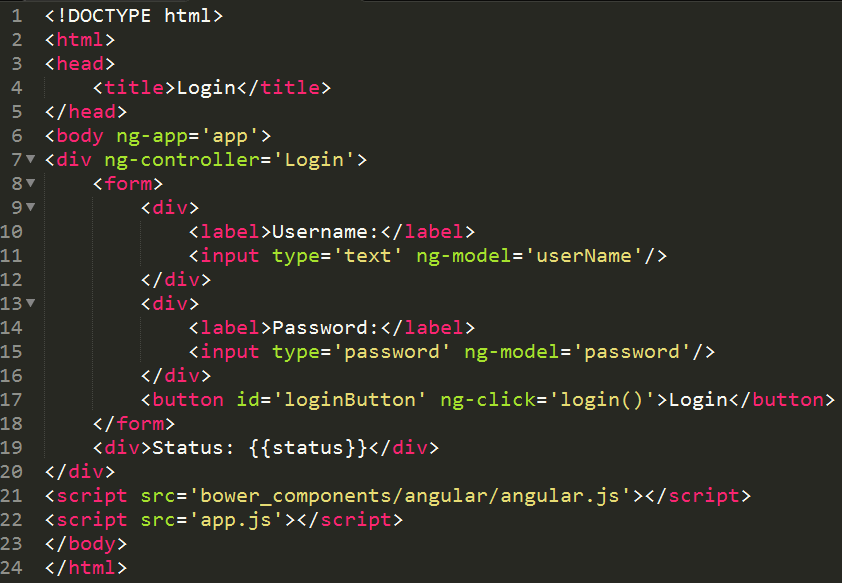 1 <!DOCTYPE html>
2 <html>
3 <head>
4     <title>Login</title>
5 </head>
6 <body ng-app='app'>
7 <div ng-controller='Login'>
8     <form>
9         <div>
10             <label>Username:</label>
11             <input type='text' ng-model='userName'/>
12         </div>
13         <div>
14             <label>Password:</label>
15             <input type='password' ng-model='password'/>
16         </div>
17         <button id='loginButton' ng-click='login()'>Login</button>
18     </form>
19     <div>Status: {{status}}</div>
20 </div>
21 <script src='bower_components/angular/angular.js'></script>
22 <script src='app.js'></script>
23 </body>
24 </html>